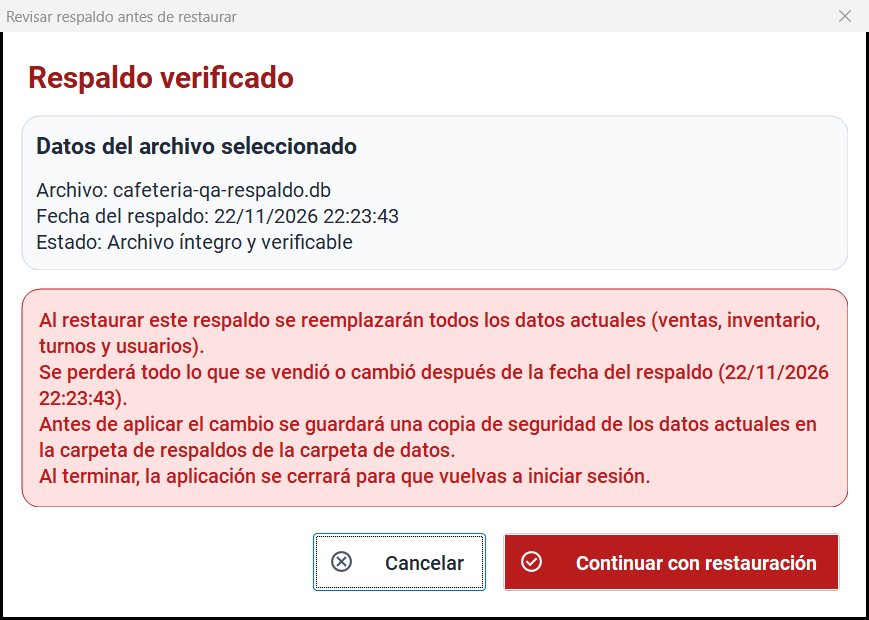 Revisar respaldo antes de restaurar
Respaldo verificado
Datos del archivo seleccionado
Archivo: cafeteria-qa-respaldo.db
Fecha del respaldo: 22/11/2026 22:23:43
Estado: Archivo íntegro y verificable
Al restaurar este respaldo se reemplazarán todos los datos actuales (ventas, inventario,
turnos y usuarios).
Se perderá todo lo que se vendió o cambió después de la fecha del respaldo (22/11/2026
22:23:43).
Antes de aplicar el cambio se guardará una copia de seguridad de los datos actuales en
la carpeta de respaldos de la carpeta de datos.
Al terminar, la aplicación se cerrará para que vuelvas a iniciar sesión.
Cancelar
Continuar con restauración